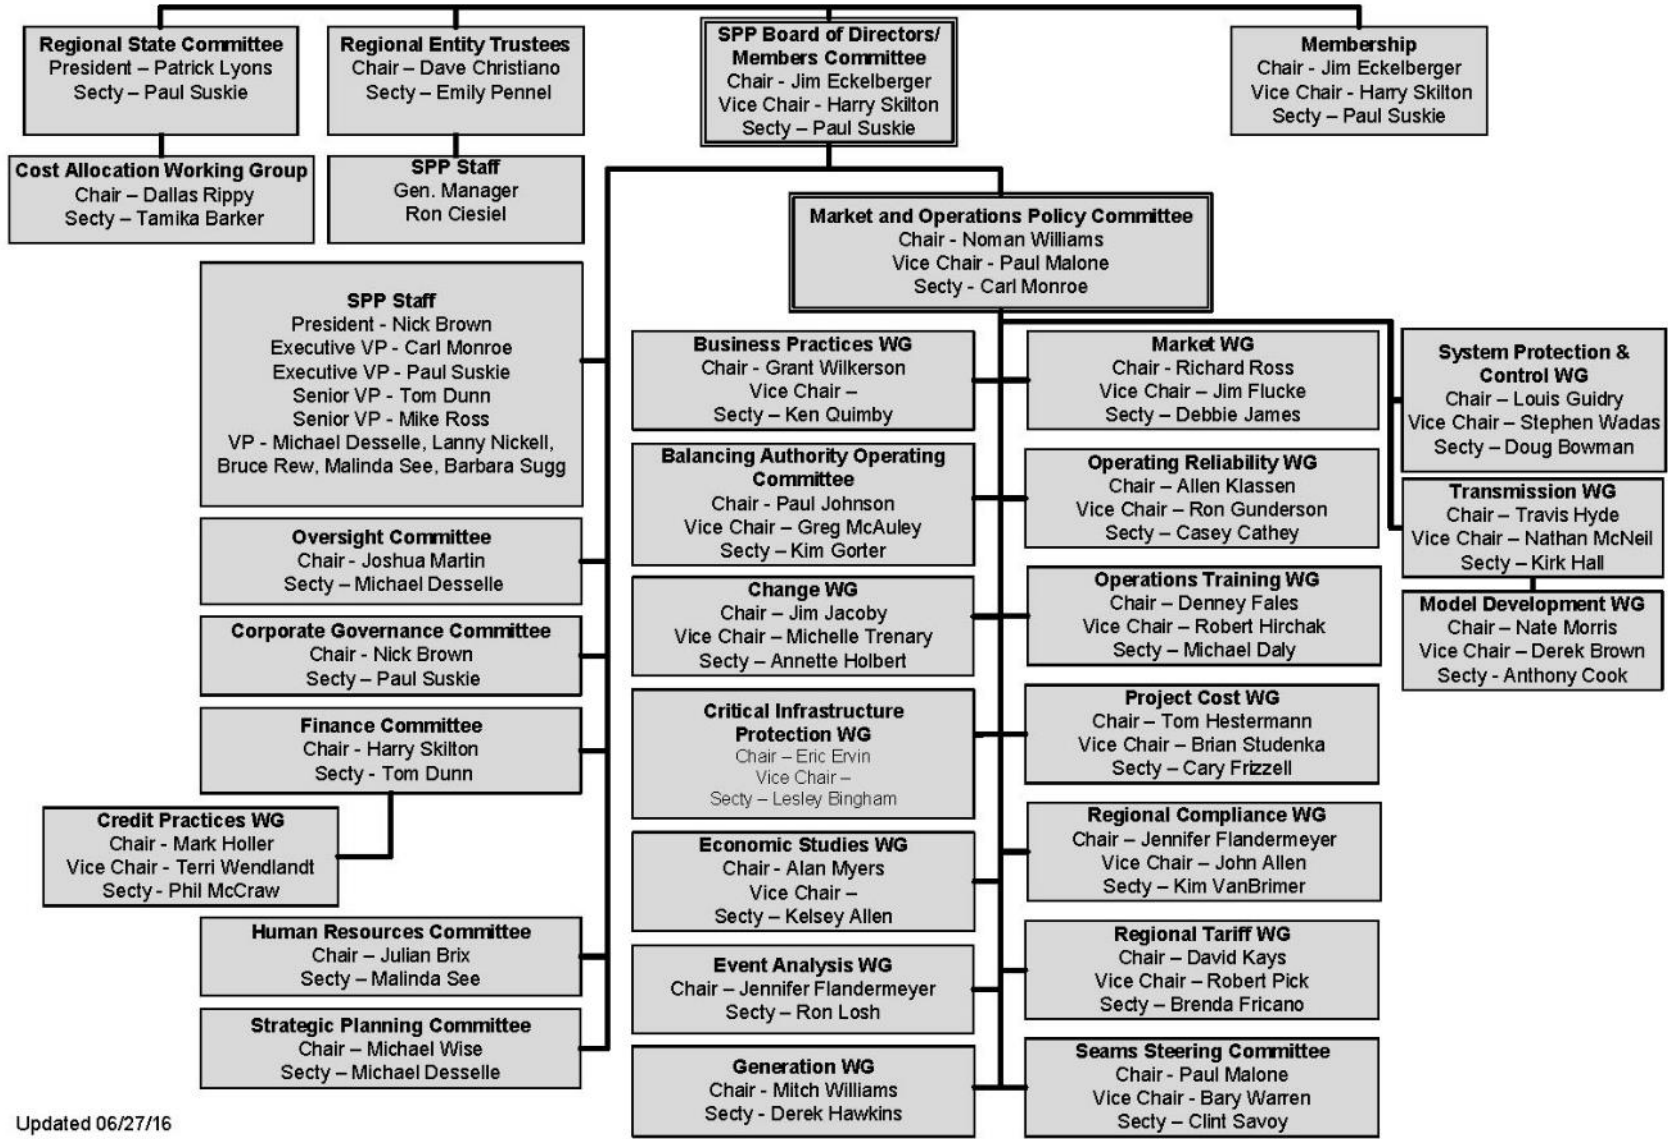 Regional State Committee
President – Patrick Lyons
Secty – Paul Suskie
Regional Entity Trustees
Chair – Dave Christiano
Secty – Emily Pennel
SPP Board of Directors/
Members Committee
Chair - Jim Eckelberger
Vice Chair - Harry Skilton
Secty – Paul Suskie
Membership
Chair - Jim Eckelberger
Vice Chair - Harry Skilton
Secty – Paul Suskie
Cost Allocation Working Group
Chair – Dallas Rippy
Secty – Tamika Barker
SPP Staff
Gen. Manager
Ron Ciesiel
Market and Operations Policy Committee
Chair - Noman Williams
Vice Chair - Paul Malone
Secty - Carl Monroe
SPP Staff
President - Nick Brown
Executive VP - Carl Monroe
Executive VP - Paul Suskie
Senior VP - Tom Dunn
Senior VP - Mike Ross
VP - Michael Desselle, Lanny Nickell,
Bruce Rew, Malinda See, Barbara Sugg
Oversight Committee
Chair - Joshua Martin
Secty – Michael Desselle
Corporate Governance Committee
Chair - Nick Brown
Secty – Paul Suskie
Finance Committee
Chair - Harry Skilton
Secty - Tom Dunn
Credit Practices WG
Chair - Mark Holler
Vice Chair - Terri Wendlandt
Secty - Phil McCraw
Human Resources Committee
Chair – Julian Brix
Secty – Malinda See
Strategic Planning Committee
Chair – Michael Wise
Secty – Michael Desselle
Business Practices WG
Chair - Grant Wilkerson
Vice Chair –
Secty – Ken Quimby
Balancing Authority Operating
Committee
Chair - Paul Johnson
Vice Chair – Greg McAuley
Secty – Kim Gorter
Change WG
Chair – Jim Jacoby
Vice Chair – Michelle Trenary
Secty – Annette Holbert
Critical Infrastructure
Protection WG
Chair – Eric Ervin
Vice Chair –
Secty – Lesley Bingham
Economic Studies WG
Chair - Alan Myers
Vice Chair –
Secty – Kelsey Allen
Event Analysis WG
Chair – Jennifer Flandermeyer
Secty – Ron Losh
Generation WG
Chair - Mitch Williams
Secty - Derek Hawkins
Market WG
Chair - Richard Ross
Vice Chair – Jim Flucke
Secty – Debbie James
Operating Reliability WG
Chair – Allen Klassen
Vice Chair – Ron Gunderson
Secty – Casey Cathey
Operations Training WG
Chair – Denney Fales
Vice Chair – Robert Hirchak
Secty – Michael Daly
Project Cost WG
Chair – Tom Hestermann
Vice Chair – Brian Studenka
Secty – Cary Frizzell
Regional Compliance WG
Chair – Jennifer Flandermeyer
Vice Chair – John Allen
Secty – Kim VanBrimer
Regional Tariff WG
Chair – David Kays
Vice Chair – Robert Pick
Secty – Brenda Fricano
Seams Steering Committee
Chair - Paul Malone
Vice Chair - Bary Warren
Secty – Clint Savoy
System Protection &
Control WG
Chair – Louis Guidry
Vice Chair – Stephen Wadas
Secty – Doug Bowman
Transmission WG
Chair – Travis Hyde
Vice Chair – Nathan McNeil
Secty – Kirk Hall
Model Development WG
Chair – Nate Morris
Vice Chair – Derek Brown
Secty - Anthony Cook
Updated 06/27/16